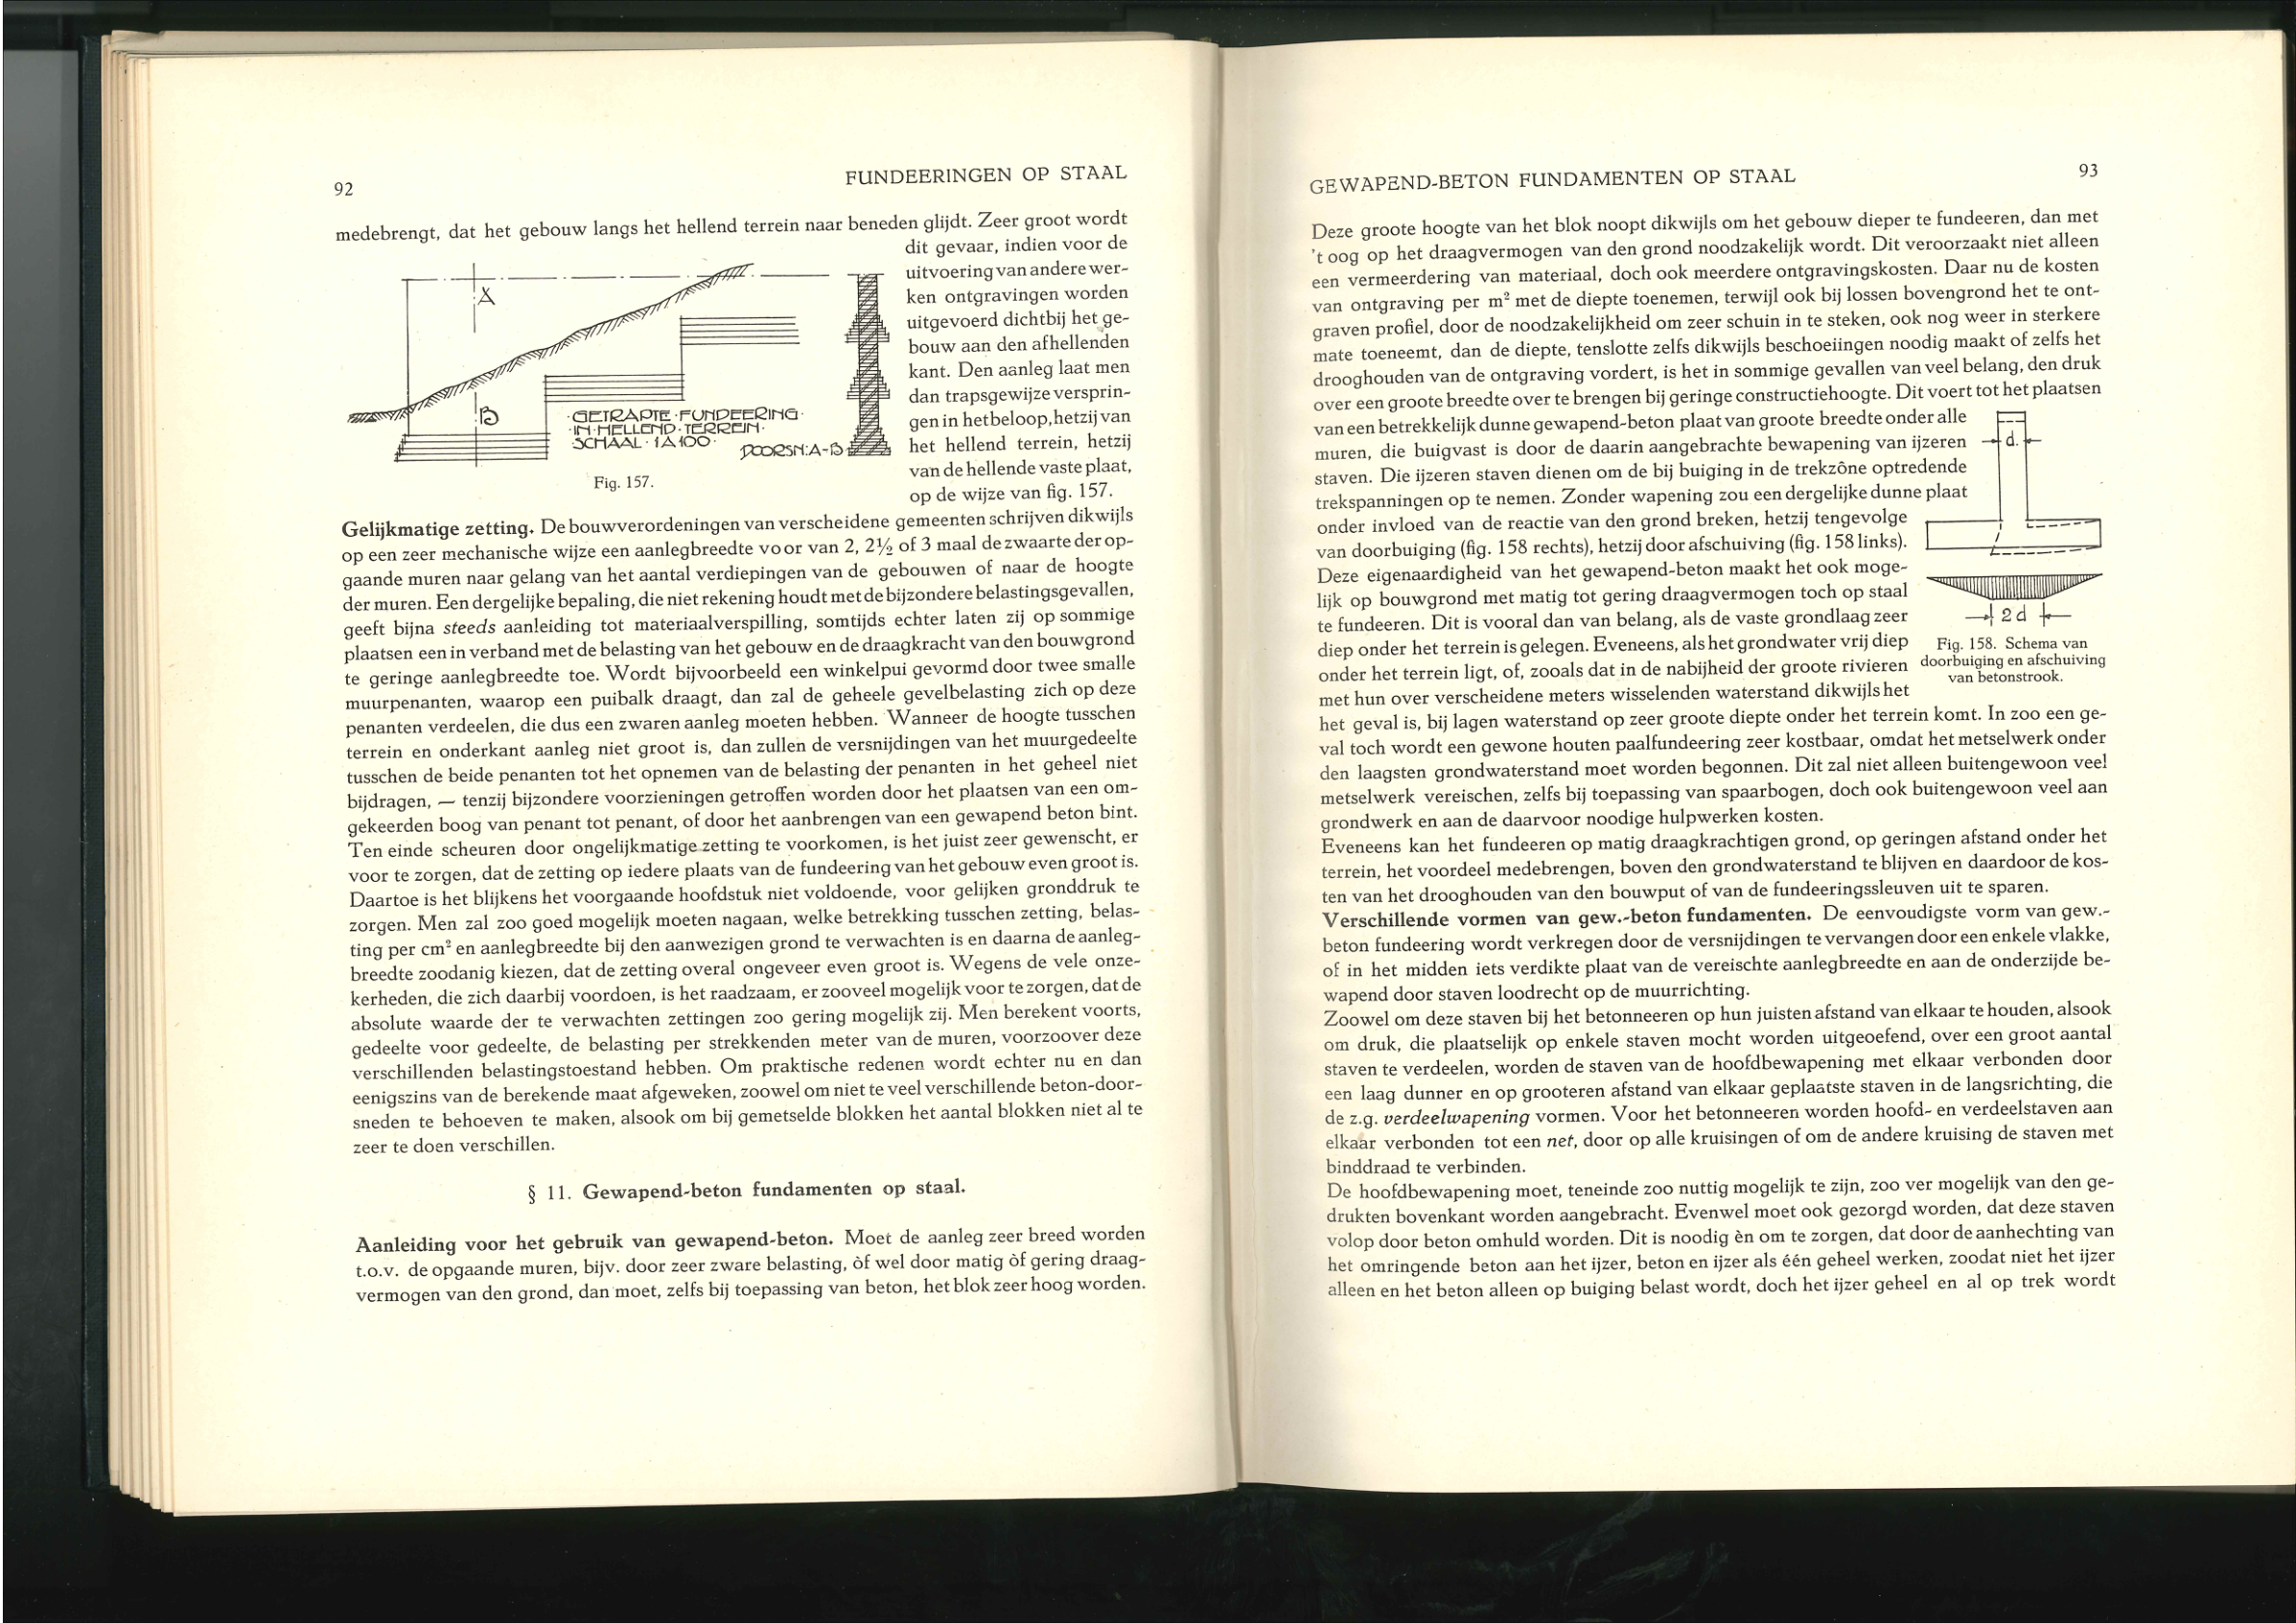 92
FUNDEERINGEN OP STAAL
medebrengt, dat het gebouw langs het hellend terrein naar beneden glijdt. Zeer groot wordt
dit gevaar, indien voor de
uitvoering van andere wer-
ken ontgravingen worden
uitgevoerd dichtbij het ge-
bouw aan den afhellenden
kant. Den aanleg laat men
dan trapsgewijze versprin-
gen in het beloop, hetzij van
het hellend terrein, hetzij
van de hellende vaste plaat,
op de wijze van fig. 157.
A
B
·GETRAPTE·FUNDEERING·
·IN·HELLEND·TERREIN·
SCHAAL·1A100·
DOORSN:A-B
Fig. 157.
Gelijkmatige zetting. De bouwverordeningen van verscheidene gemeenten schrijven dikwijls
op een zeer mechanische wijze een aanlegbreedte voor van 2, 2½ of 3 maal de zwaarte der op-
gaande muren naar gelang van het aantal verdiepingen van de gebouwen of naar de hoogte
der muren. Een dergelijke bepaling, die niet rekening houdt met de bijzondere belastingsgevallen,
geeft bijna steeds aanleiding tot materiaalverspilling, somtijds echter laten zij op sommige
plaatsen een in verband met de belasting van het gebouw en de draagkracht van den bouwgrond
te geringe aanlegbreedte toe. Wordt bijvoorbeeld een winkelpui gevormd door twee smalle
muurpenanten, waarop een puibalk draagt, dan zal de geheele gevelbelasting zich op deze
penanten verdeelen, die dus een zwaren aanleg moeten hebben. Wanneer de hoogte tusschen
terrein en onderkant aanleg niet groot is, dan zullen de versnijdingen van het muurgedeelte
tusschen de beide penanten tot het opnemen van de belasting der penanten in het geheel niet
bijdragen, — tenzij bijzondere voorzieningen getroffen worden door het plaatsen van een om-
gekeerden boog van penant tot penant, of door het aanbrengen van een gewapend beton bint.
Ten einde scheuren door ongelijkmatige zetting te voorkomen, is het juist zeer gewenscht, er
voor te zorgen, dat de zetting op iedere plaats van de fundeering van het gebouw even groot is.
Daartoe is het blijkens het voorgaande hoofdstuk niet voldoende, voor gelijken gronddruk te
zorgen. Men zal zoo goed mogelijk moeten nagaan, welke betrekking tusschen zetting, belas-
ting per cm² en aanlegbreedte bij den aanwezigen grond te verwachten is en daarna de aanleg-
breedte zoodanig kiezen, dat de zetting overal ongeveer even groot is. Wegens de vele onze-
kerheden, die zich daarbij voordoen, is het raadzaam, er zooveel mogelijk voor te zorgen, dat de
absolute waarde der te verwachten zettingen zoo gering mogelijk zij. Men berekent voorts,
gedeelte voor gedeelte, de belasting per strekkenden meter van de muren, voorzoover deze
verschillenden belastingstoestand hebben. Om praktische redenen wordt echter nu en dan
eenigszins van de berekende maat afgeweken, zoowel om niet te veel verschillende beton-door-
sneden te behoeven te maken, alsook om bij gemetselde blokken het aantal blokken niet al te
zeer te doen verschillen.
§ 11. Gewapend-beton fundamenten op staal.
Aanleiding voor het gebruik van gewapend-beton. Moet de aanleg zeer breed worden
t.o.v. de opgaande muren, bijv. door zeer zware belasting, òf wel door matig òf gering draag-
vermogen van den grond, dan moet, zelfs bij toepassing van beton, het blok zeer hoog worden.
GEWAPEND-BETON FUNDAMENTEN OP STAAL
93
Deze groote hoogte van het blok noopt dikwijls om het gebouw dieper te fundeeren, dan met
't oog op het draagvermogen van den grond noodzakelijk wordt. Dit veroorzaakt niet alleen
een vermeerdering van materiaal, doch ook meerdere ontgravingskosten. Daar nu de kosten
van ontgraving per m² met de diepte toenemen, terwijl ook bij lossen bovengrond het te ont-
graven profiel, door de noodzakelijkheid om zeer schuin in te steken, ook nog weer in sterkere
mate toeneemt, dan de diepte, tenslotte zelfs dikwijls beschoeiingen noodig maakt of zelfs het
drooghouden van de ontgraving vordert, is het in sommige gevallen van veel belang, den druk
over een groote breedte over te brengen bij geringe constructiehoogte. Dit voert tot het plaatsen
van een betrekkelijk dunne gewapend-beton plaat van groote breedte onder alle
muren, die buigvast is door de daarin aangebrachte bewapening van ijzeren
staven. Die ijzeren staven dienen om de bij buiging in de trekzône optredende
trekspanningen op te nemen. Zonder wapening zou een dergelijke dunne plaat
onder invloed van de reactie van den grond breken, hetzij tengevolge
van doorbuiging (fig. 158 rechts), hetzij door afschuiving (fig. 158 links).
Deze eigenaardigheid van het gewapend-beton maakt het ook moge-
lijk op bouwgrond met matig tot gering draagvermogen toch op staal
te fundeeren. Dit is vooral dan van belang, als de vaste grondlaag zeer
diep onder het terrein is gelegen. Eveneens, als het grondwater vrij diep
onder het terrein ligt, of, zooals dat in de nabijheid der groote rivieren
met hun over verscheidene meters wisselenden waterstand dikwijls het
d.
2d
Fig. 158. Schema van
doorbuiging en afschuiving
van betonstrook.
het geval is, bij lagen waterstand op zeer groote diepte onder het terrein komt. In zoo een ge-
val toch wordt een gewone houten paalfundeering zeer kostbaar, omdat het metselwerk onder
den laagsten grondwaterstand moet worden begonnen. Dit zal niet alleen buitengewoon veel
metselwerk vereischen, zelfs bij toepassing van spaarbogen, doch ook buitengewoon veel aan
grondwerk en aan de daarvoor noodige hulpwerken kosten.
Eveneens kan het fundeeren op matig draagkrachtigen grond, op geringen afstand onder het
terrein, het voordeel medebrengen, boven den grondwaterstand te blijven en daardoor de kos-
ten van het drooghouden van den bouwput of van de fundeeringssleuven uit te sparen.
Verschillende vormen van gew.-beton fundamenten. De eenvoudigste vorm van gew.-
beton fundeering wordt verkregen door de versnijdingen te vervangen door een enkele vlakke,
of in het midden iets verdikte plaat van de vereischte aanlegbreedte en aan de onderzijde be-
wapend door staven loodrecht op de muurrichting.
Zoowel om deze staven bij het betonneeren op hun juisten afstand van elkaar te houden, alsook
om druk, die plaatselijk op enkele staven mocht worden uitgeoefend, over een groot aantal
staven te verdeelen, worden de staven van de hoofdbewapening met elkaar verbonden door
een laag dunner en op grooteren afstand van elkaar geplaatste staven in de langsrichting, die
de z.g. verdeelwapening vormen. Voor het betonneeren worden hoofd- en verdeelstaven aan
elkaar verbonden tot een net, door op alle kruisingen of om de andere kruising de staven met
binddraad te verbinden.
De hoofdbewapening moet, teneinde zoo nuttig mogelijk te zijn, zoo ver mogelijk van den ge-
drukten bovenkant worden aangebracht. Evenwel moet ook gezorgd worden, dat deze staven
volop door beton omhuld worden. Dit is noodig èn om te zorgen, dat door de aanhechting van
het omringende beton aan het ijzer, beton en ijzer als één geheel werken, zoodat niet het ijzer
alleen en het beton alleen op buiging belast wordt, doch het ijzer geheel en al op trek wordt